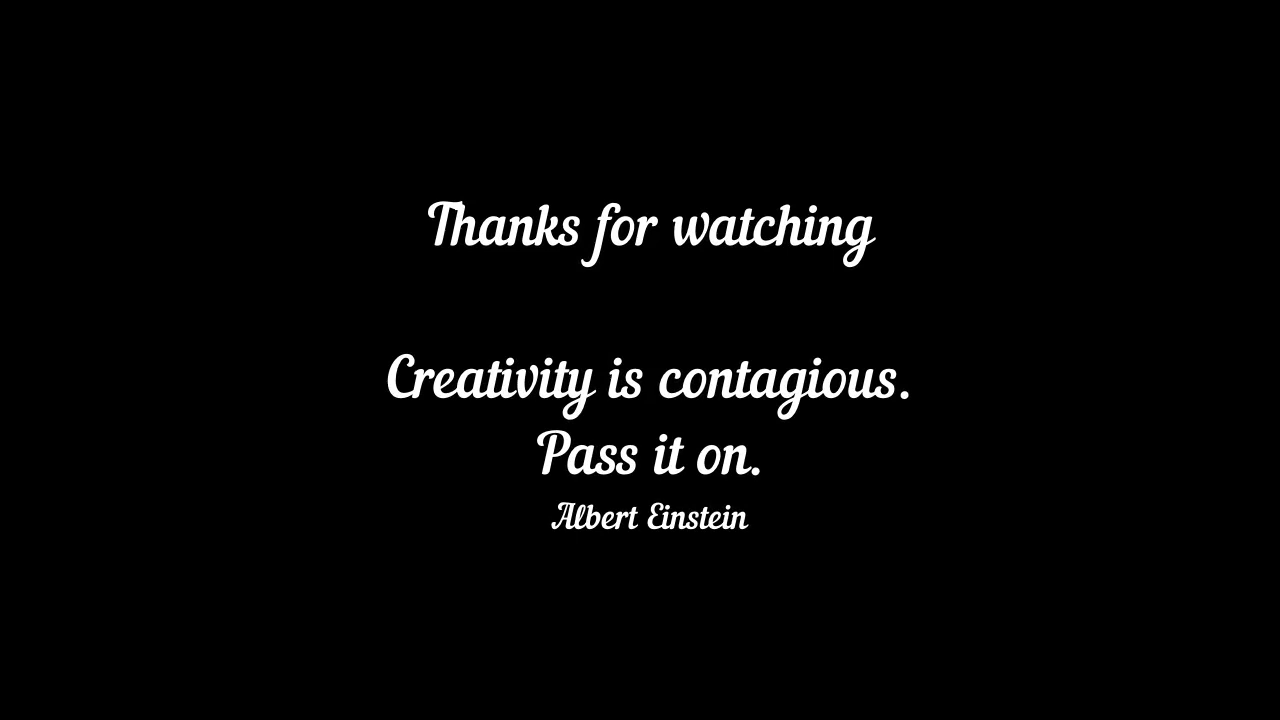 Thanks for watching
Creativity is contagious.
Pass it on.
Albert Einstein